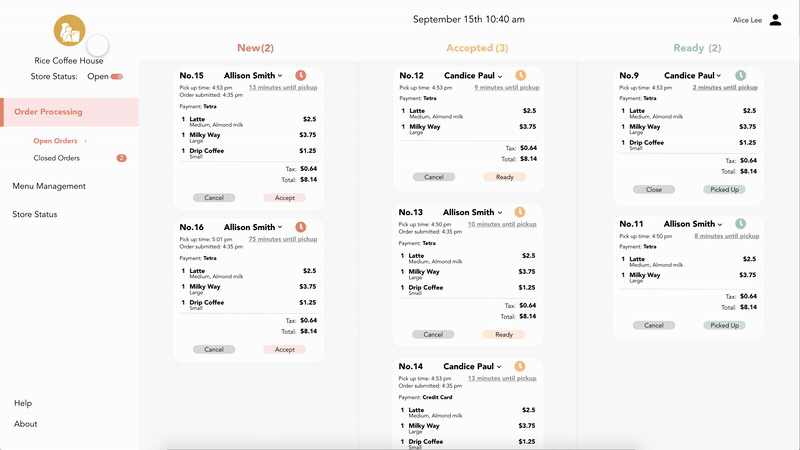 September 15th 10:40 am
Alice Lee
Rice Coffee House
Store Status: Open
Order Processing
Open Orders ›
Closed Orders 2
Menu Management
Store Status
Help
About
New(2)
No.15 Allison Smith
Pick up time: 4:53 pm 13 minutes until pickup
Order submitted: 4:35 pm
Payment: Tetra
1 Latte $2.5
Medium, Almond milk
1 Milky Way $3.75
Large
1 Drip Coffee $1.25
Small
Tax: $0.64
Total: $8.14
Cancel Accept
No.16 Allison Smith
Pick up time: 5:01 pm 75 minutes until pickup
Order submitted: 4:35 pm
Payment: Tetra
1 Latte $2.5
Medium, Almond milk
1 Milky Way $3.75
Large
1 Drip Coffee $1.25
Small
Tax: $0.64
Total: $8.14
Cancel Accept
Accepted (3)
No.12 Candice Paul
Pick up time: 4:53 pm 9 minutes until pickup
Payment: Tetra
1 Latte $2.5
Medium, Almond milk
1 Milky Way $3.75
Large
Tax: $0.64
Total: $8.14
Cancel Ready
No.13 Allison Smith
Pick up time: 4:50 pm 10 minutes until pickup
Order submitted: 4:35 pm
Payment: Tetra
1 Latte $2.5
Medium, Almond milk
1 Milky Way $3.75
Large
1 Drip Coffee $1.25
Small
Tax: $0.64
Total: $8.14
Cancel Ready
No.14 Candice Paul
Pick up time: 4:53 pm 13 minutes until pickup
Order submitted: 4:35 pm
Payment: Credit Card
1 Latte $2.5
Medium, Almond milk
1 Milky Way $3.75
Large
1 Drip Coffee $1.25
Small
Ready (2)
No.9 Candice Paul
Pick up time: 4:53 pm 2 minutes until pickup
Payment: Tetra
1 Latte $2.5
Medium, Almond milk
1 Milky Way $3.75
Large
1 Drip Coffee $1.25
Small
Tax: $0.64
Total: $8.14
Close Picked Up
No.11 Allison Smith
Pick up time: 4:50 pm 8 minutes until pickup
Payment: Tetra
1 Latte $2.5
Medium, Almond milk
1 Milky Way $3.75
Large
Tax: $0.64
Total: $8.14
Cancel Picked Up